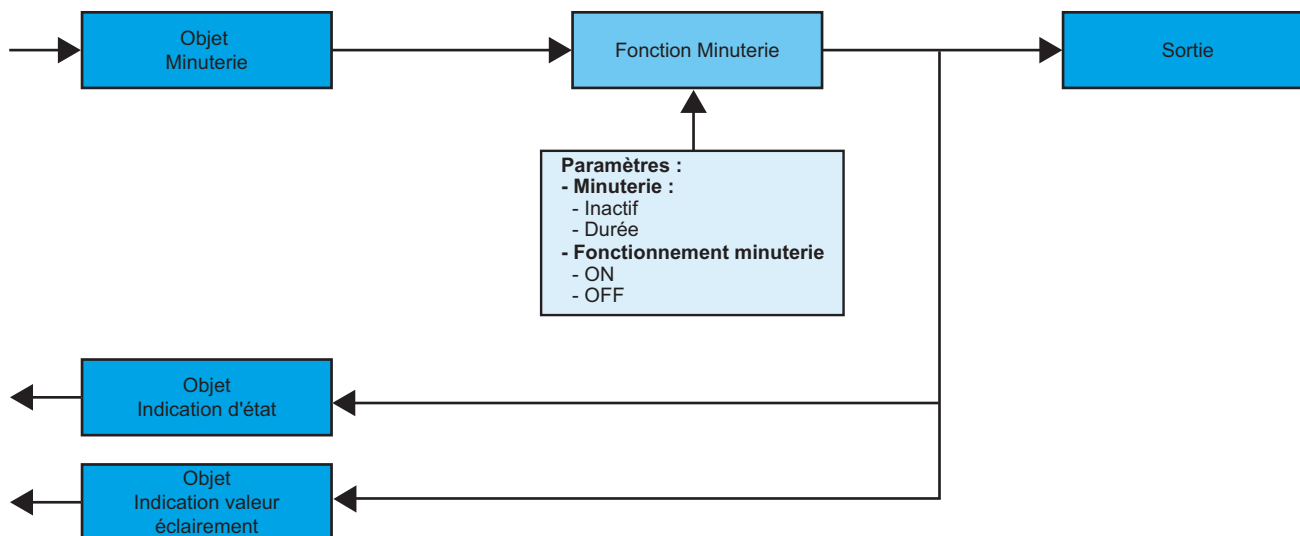 Objet
Minuterie
Fonction Minuterie
Sortie
Paramètres :
- Minuterie :
- Inactif
- Durée
- Fonctionnement minuterie
- ON
- OFF
Objet
Indication d'état
Objet
Indication valeur
éclairement